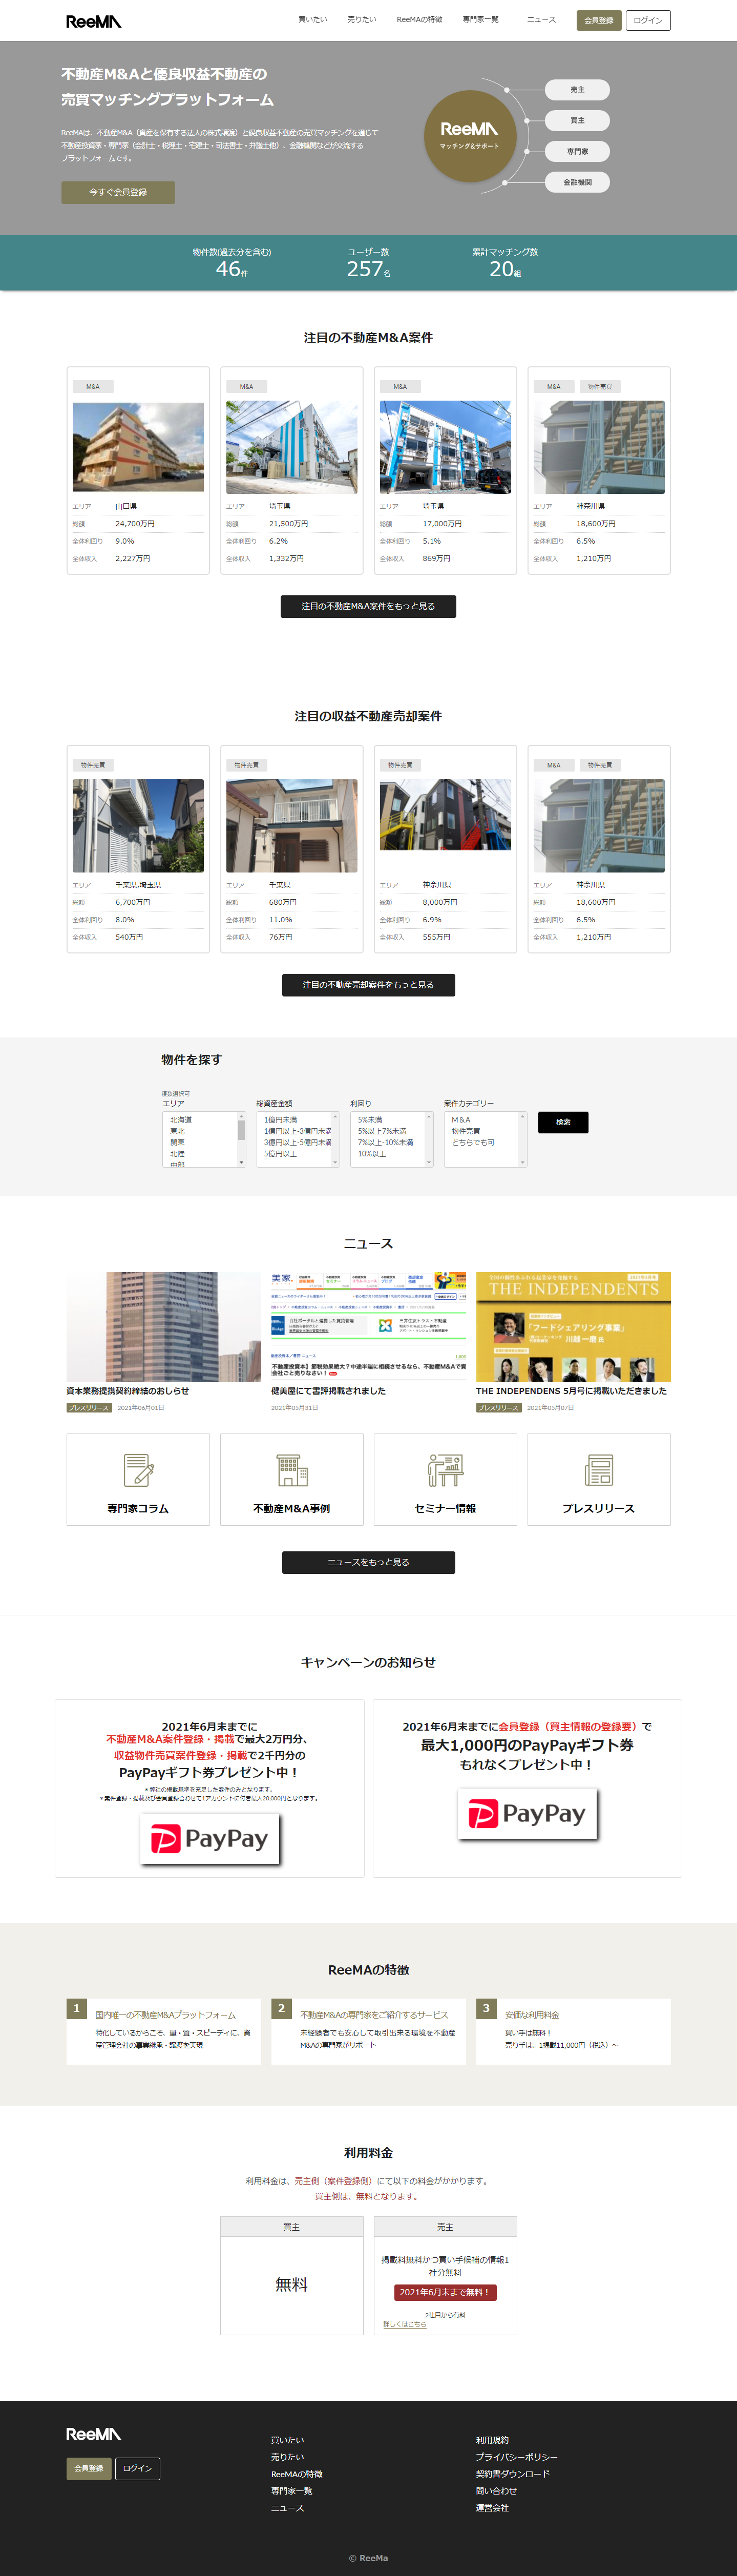 ReeMA
買いたい 売りたい ReeMAの特徴 専門家一覧 ニュース 会員登録 ログイン
不動産M&Aと優良収益不動産の
売買マッチングプラットフォーム
ReeMAは、不動産M&A（資産を保有する法人の株式譲渡）と優良収益不動産の売買マッチングを通じて
不動産投資家・専門家（会計士・税理士・宅建士・司法書士・弁護士他）、金融機関などが交流する
プラットフォームです。
今すぐ会員登録
ReeMA
マッチング&サポート
売主
買主
専門家
金融機関
物件数(過去分を含む) ユーザー数 累計マッチング数
46件 257名 20組
注目の不動産M&A案件
M&A
エリア 山口県
総額 24,700万円
全体利回り 9.0%
全体収入 2,227万円
M&A
エリア 埼玉県
総額 21,500万円
全体利回り 6.2%
全体収入 1,332万円
M&A
エリア 埼玉県
総額 17,000万円
全体利回り 5.1%
全体収入 869万円
M&A 物件売買
エリア 神奈川県
総額 18,600万円
全体利回り 6.5%
全体収入 1,210万円
注目の不動産M&A案件をもっと見る
注目の収益不動産売却案件
物件売買
エリア 千葉県,埼玉県
総額 6,700万円
全体利回り 8.0%
全体収入 540万円
物件売買
エリア 千葉県
総額 680万円
全体利回り 11.0%
全体収入 76万円
物件売買
エリア 神奈川県
総額 8,000万円
全体利回り 6.9%
全体収入 555万円
M&A 物件売買
エリア 神奈川県
総額 18,600万円
全体利回り 6.5%
全体収入 1,210万円
注目の不動産売却案件をもっと見る
物件を探す
複数選択可
エリア
北海道
東北
関東
北陸
中部
総資産金額
1億円未満
1億円以上-3億円未満
3億円以上-5億円未満
5億円以上
利回り
5%未満
5%以上7%未満
7%以上-10%未満
10%以上
案件カテゴリー
M＆A
物件売買
どちらでも可
検索
ニュース
資本業務提携契約締結のおしらせ
プレスリリース 2021年06月01日
健美屋にて書評掲載されました
2021年05月31日
THE INDEPENDENTS
「フードシェアリング事業」
川越一磨氏
THE INDEPENDENS 5月号に掲載いただきました
プレスリリース 2021年05月07日
専門家コラム
不動産M&A事例
セミナー情報
プレスリリース
ニュースをもっと見る
キャンペーンのお知らせ
2021年6月末までに
不動産M&A案件登録・掲載で最大2万円分、
収益物件売買案件登録・掲載で2千円分の
PayPayギフト券プレゼント中！
＊弊社の掲載基準を充足した案件のみとなります。
＊案件登録・掲載及び会員登録合わせて1アカウントに付き最大20,000円となります。
PayPay
2021年6月末までに会員登録（買主情報の登録要）で
最大1,000円のPayPayギフト券
もれなくプレゼント中！
PayPay
ReeMAの特徴
1 国内唯一の不動産M&Aプラットフォーム
特化しているからこそ、量・質・スピーディに、資
産管理会社の事業継承・譲渡を実現
2 不動産M&Aの専門家をご紹介するサービス
未経験者でも安心して取引出来る環境を不動産
M&Aの専門家がサポート
3 安価な利用料金
買い手は無料！
売り手は、1掲載11,000円（税込）～
利用料金
利用料金は、売主側（案件登録側）にて以下の料金がかかります。
買主側は、無料となります。
買主
無料
売主
掲載料無料かつ買い手候補の情報1
社分無料
2021年6月末まで無料！
2社目から有料
詳しくはこちら
ReeMA
会員登録 ログイン
買いたい
売りたい
ReeMAの特徴
専門家一覧
ニュース
利用規約
プライバシーポリシー
契約書ダウンロード
問い合わせ
運営会社
© ReeMa